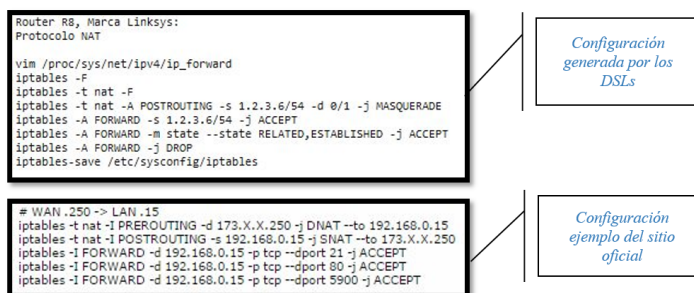 Router R8, Marca Linksys:
Protocolo NAT
vim /proc/sys/net/ipv4/ip_forward
iptables -F
iptables -t nat -F
iptables -t nat -A POSTROUTING -s 1.2.3.6/54 -d 0/1 -j MASQUERADE
iptables -A FORWARD -s 1.2.3.6/54 -j ACCEPT
iptables -A FORWARD -m state --state RELATED,ESTABLISHED -j ACCEPT
iptables -A FORWARD -j DROP
iptables-save /etc/sysconfig/iptables
Configuración
generada por los
DSLs
# WAN .250 -> LAN .15
iptables -t nat -I PREROUTING -d 173.X.X.250 -j DNAT --to 192.168.0.15
iptables -t nat -I POSTROUTING -s 192.168.0.15 -j SNAT --to 173.X.X.250
iptables -I FORWARD -d 192.168.0.15 -p tcp --dport 21 -j ACCEPT
iptables -I FORWARD -d 192.168.0.15 -p tcp --dport 80 -j ACCEPT
iptables -I FORWARD -d 192.168.0.15 -p tcp --dport 5900 -j ACCEPT
Configuración
ejemplo del sitio
oficial